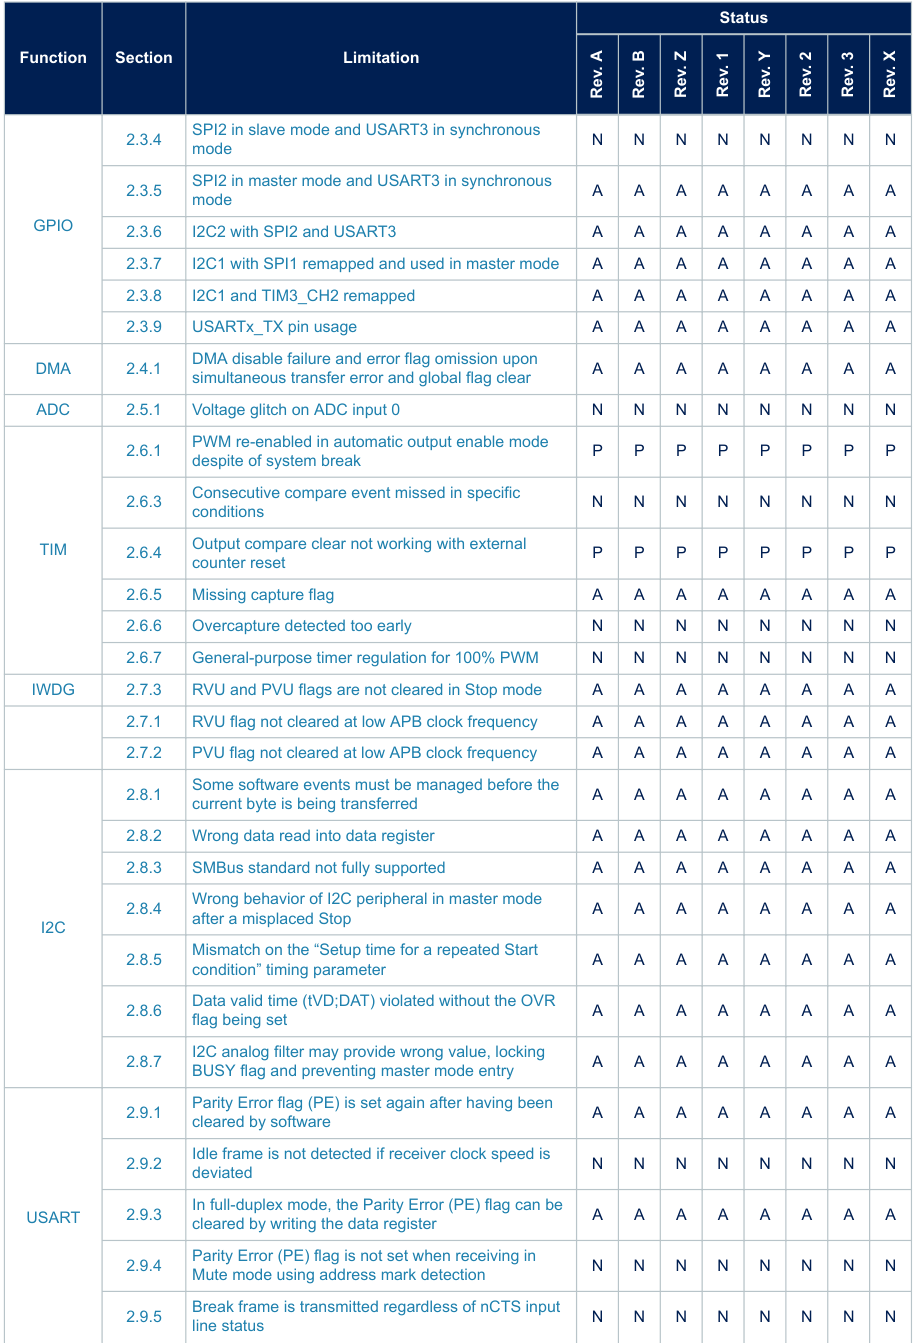 Function Section Limitation Status
Rev. A Rev. B Rev. Z Rev. 1 Rev. Y Rev. 2 Rev. 3 Rev. X
GPIO
2.3.4 SPI2 in slave mode and USART3 in synchronous
mode N N N N N N N N
2.3.5 SPI2 in master mode and USART3 in synchronous
mode A A A A A A A A
2.3.6 I2C2 with SPI2 and USART3 A A A A A A A A
2.3.7 I2C1 with SPI1 remapped and used in master mode A A A A A A A A
2.3.8 I2C1 and TIM3_CH2 remapped A A A A A A A A
2.3.9 USARTx_TX pin usage A A A A A A A A
DMA 2.4.1 DMA disable failure and error flag omission upon
simultaneous transfer error and global flag clear A A A A A A A A
ADC 2.5.1 Voltage glitch on ADC input 0 N N N N N N N N
TIM
2.6.1 PWM re-enabled in automatic output enable mode
despite of system break P P P P P P P P
2.6.3 Consecutive compare event missed in specific
conditions N N N N N N N N
2.6.4 Output compare clear not working with external
counter reset P P P P P P P P
2.6.5 Missing capture flag A A A A A A A A
2.6.6 Overcapture detected too early N N N N N N N N
2.6.7 General-purpose timer regulation for 100% PWM N N N N N N N N
IWDG 2.7.3 RVU and PVU flags are not cleared in Stop mode A A A A A A A A
2.7.1 RVU flag not cleared at low APB clock frequency A A A A A A A A
2.7.2 PVU flag not cleared at low APB clock frequency A A A A A A A A
I2C
2.8.1 Some software events must be managed before the
current byte is being transferred A A A A A A A A
2.8.2 Wrong data read into data register A A A A A A A A
2.8.3 SMBus standard not fully supported A A A A A A A A
2.8.4 Wrong behavior of I2C peripheral in master mode
after a misplaced Stop A A A A A A A A
2.8.5 Mismatch on the “Setup time for a repeated Start
condition” timing parameter A A A A A A A A
2.8.6 Data valid time (tVD;DAT) violated without the OVR
flag being set A A A A A A A A
2.8.7 I2C analog filter may provide wrong value, locking
BUSY flag and preventing master mode entry A A A A A A A A
USART
2.9.1 Parity Error flag (PE) is set again after having been
cleared by software A A A A A A A A
2.9.2 Idle frame is not detected if receiver clock speed is
deviated N N N N N N N N
2.9.3 In full-duplex mode, the Parity Error (PE) flag can be
cleared by writing the data register A A A A A A A A
2.9.4 Parity Error (PE) flag is not set when receiving in
Mute mode using address mark detection N N N N N N N N
2.9.5 Break frame is transmitted regardless of nCTS input
line status N N N N N N N N